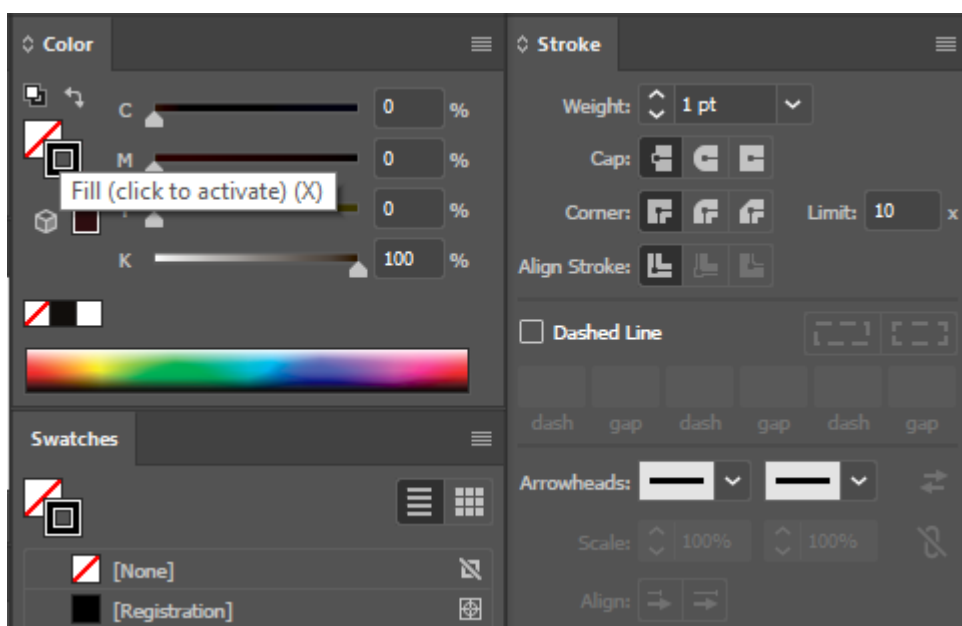 Color
C 0 %
M 0 %
Fill (click to activate) (X)
0 %
K 100 %
Swatches
[None]
[Registration]
Stroke
Weight: 1 pt
Cap:
Corner: Limit: 10 x
Align Stroke:
Dashed Line
dash gap dash gap dash gap
Arrowheads:
Scale: 100% 100%
Align: